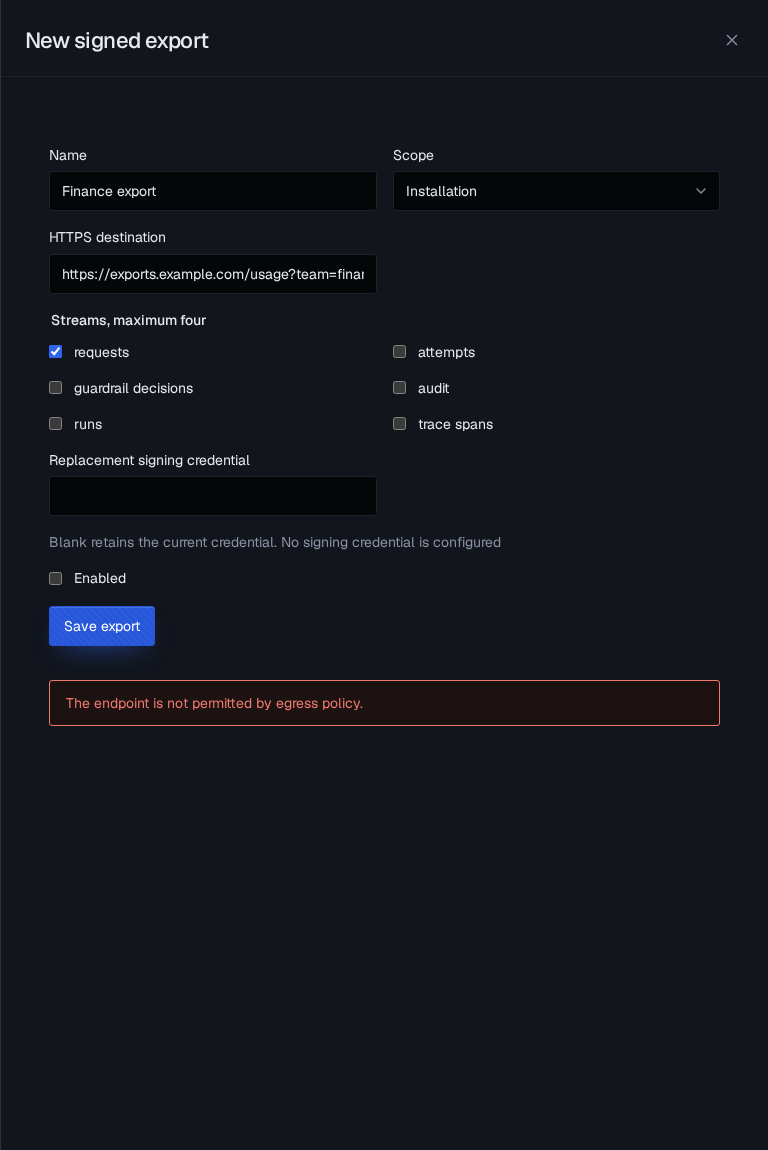 New signed export
Name
Scope
Finance export
Installation
HTTPS destination
https://exports.example.com/usage?team=finan
Streams, maximum four
requests
attempts
guardrail decisions
audit
runs
trace spans
Replacement signing credential
Blank retains the current credential. No signing credential is configured
Enabled
Save export
The endpoint is not permitted by egress policy.